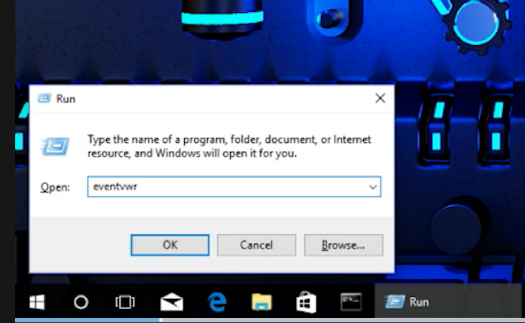 Run
Type the name of a program, folder, document, or Internet
resource, and Windows will open it for you.
Open:
eventvwr
OK
Cancel
Browse...
Run